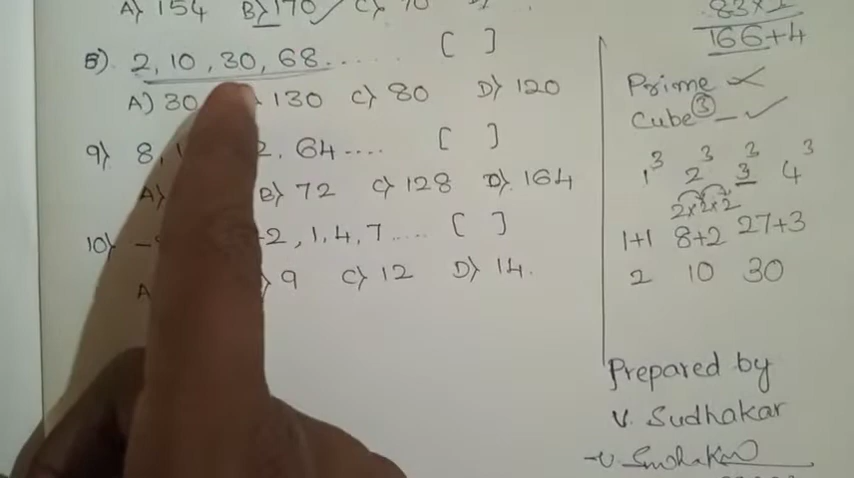 A) 154 B) 170 ✓ C) 70
83×2
166+4
8) 2, 10, 30, 68...... [ ]
A) 30 130 C) 80 D) 120
Prime ×
Cube ③ – ✓
9) 8, 2, 64.... [ ]
B) 72 C) 128 D) 164
1³ 2³ 3³ 4³
2×2×2
10) 2, 1, 4, 7..... [ ]
9 C) 12 D) 14.
1+1 8+2 27+3
2 10 30
Prepared by
V. Sudhakar